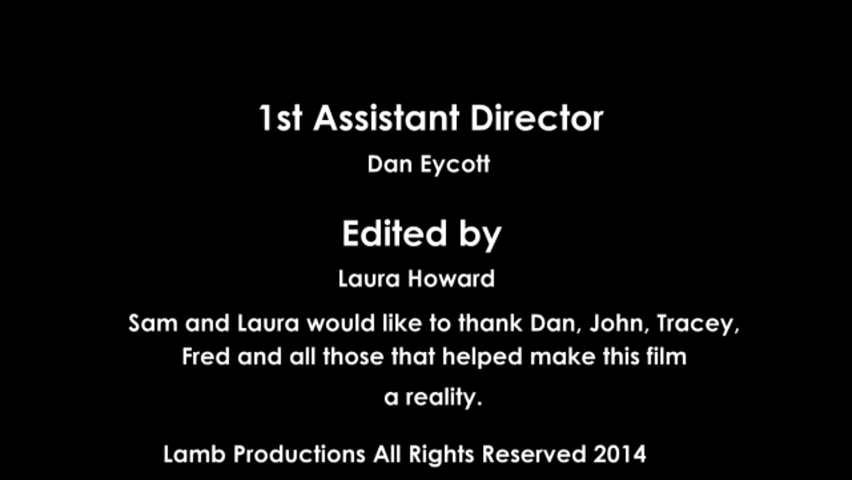 1st Assistant Director
Dan Eycott
Edited by
Laura Howard
Sam and Laura would like to thank Dan, John, Tracey,
Fred and all those that helped make this film
a reality.
Lamb Productions All Rights Reserved 2014